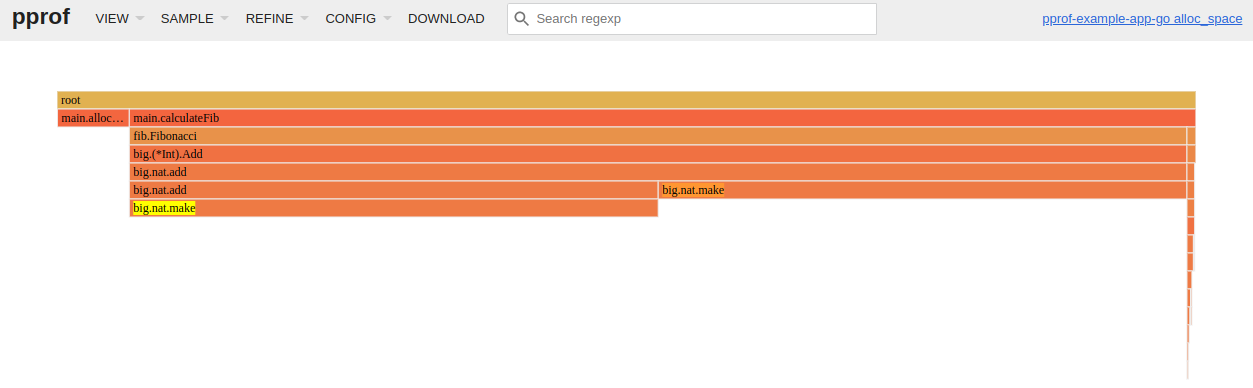 pprof VIEW SAMPLE REFINE CONFIG DOWNLOAD Search regexp pprof-example-app-go alloc_space
root
main.alloc… main.calculateFib
fib.Fibonacci
big.(*Int).Add
big.nat.add
big.nat.add big.nat.make
big.nat.make